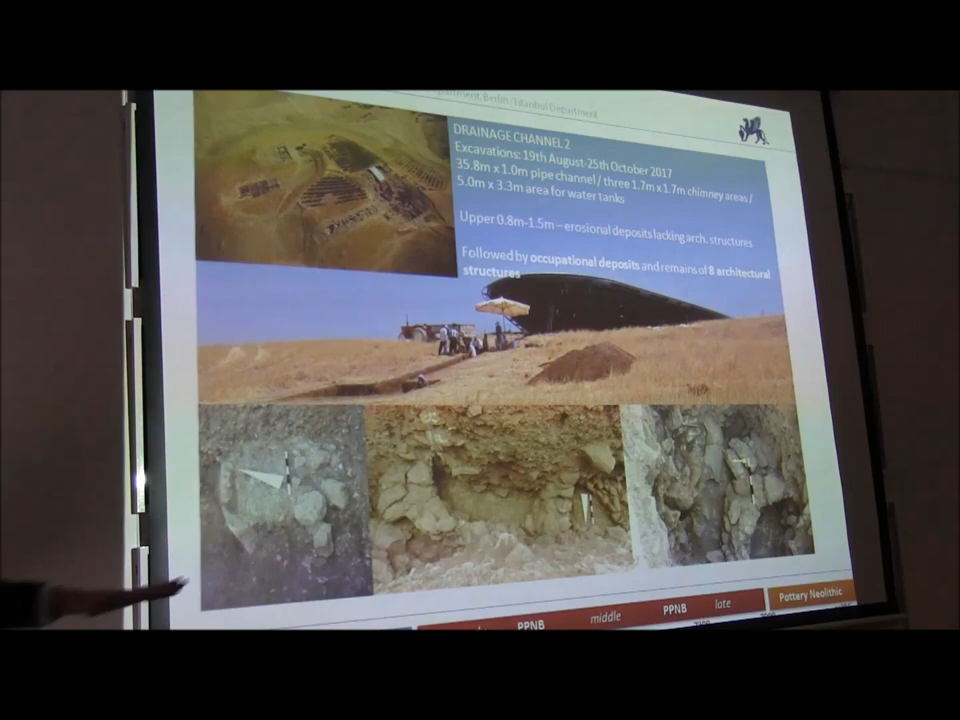 Department, Berlin / Istanbul Department
DRAINAGE CHANNEL 2
Excavations: 19th August-25th October 2017
35.8m x 1.0m pipe channel / three 1.7m x 1.7m chimney areas /
5.0m x 3.3m area for water tanks
Upper 0.8m-1.5m – erosional deposits lacking arch. structures
Followed by occupational deposits and remains of 8 architectural
structures
PPNB middle PPNB late Pottery Neolithic